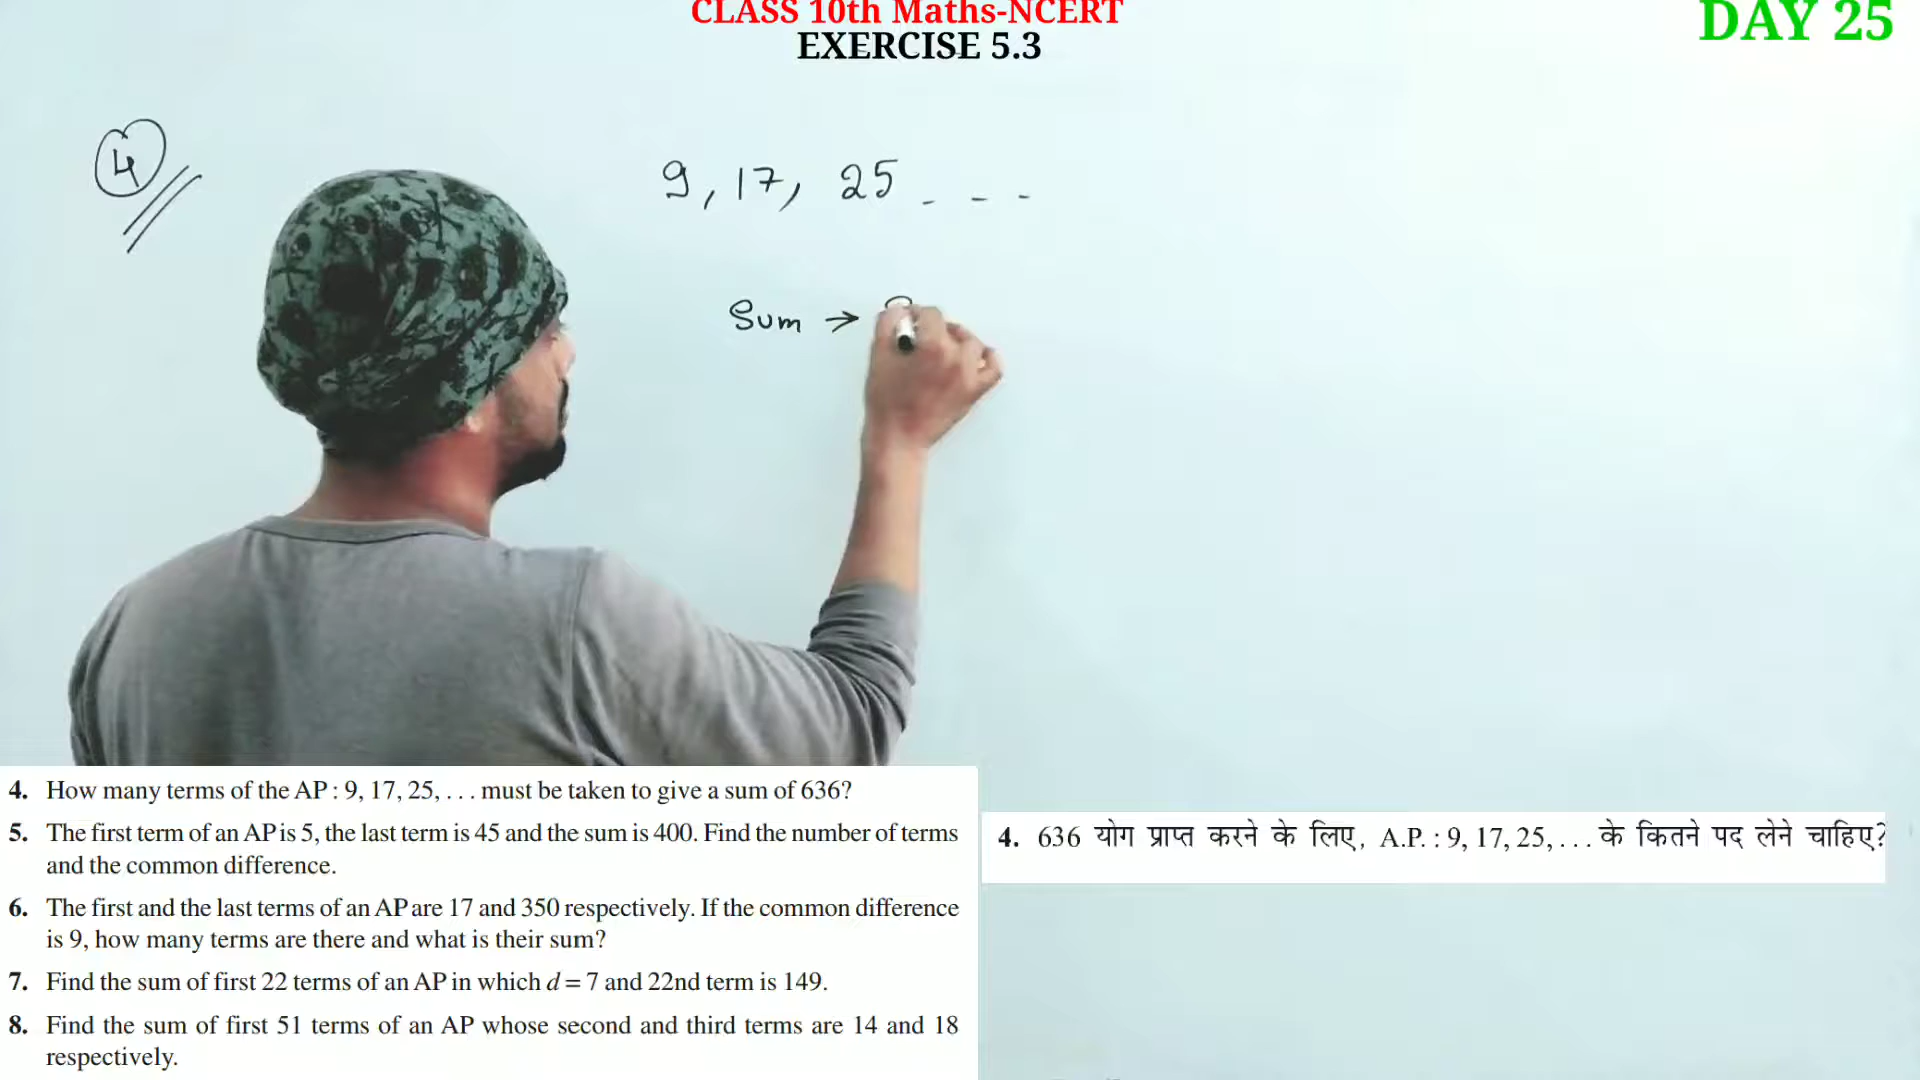 CLASS 10th Maths-NCERT
EXERCISE 5.3
DAY 25
4
9, 17, 25 - - -
Sum →
4. How many terms of the AP : 9, 17, 25, . . . must be taken to give a sum of 636?
5. The first term of an AP is 5, the last term is 45 and the sum is 400. Find the number of terms
and the common difference.
6. The first and the last terms of an AP are 17 and 350 respectively. If the common difference
is 9, how many terms are there and what is their sum?
7. Find the sum of first 22 terms of an AP in which d = 7 and 22nd term is 149.
8. Find the sum of first 51 terms of an AP whose second and third terms are 14 and 18
respectively.
4. 636 योग प्राप्त करने के लिए, A.P. : 9, 17, 25, . . . के कितने पद लेने चाहिए?